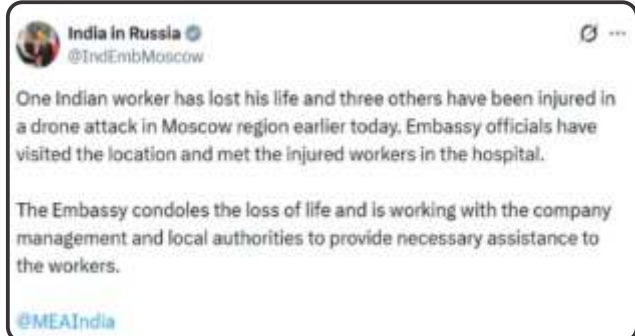 India in Russia
@IndEmbMoscow
One Indian worker has lost his life and three others have been injured in
a drone attack in Moscow region earlier today. Embassy officials have
visited the location and met the injured workers in the hospital.
The Embassy condoles the loss of life and is working with the company
management and local authorities to provide necessary assistance to
the workers.
@MEAIndia